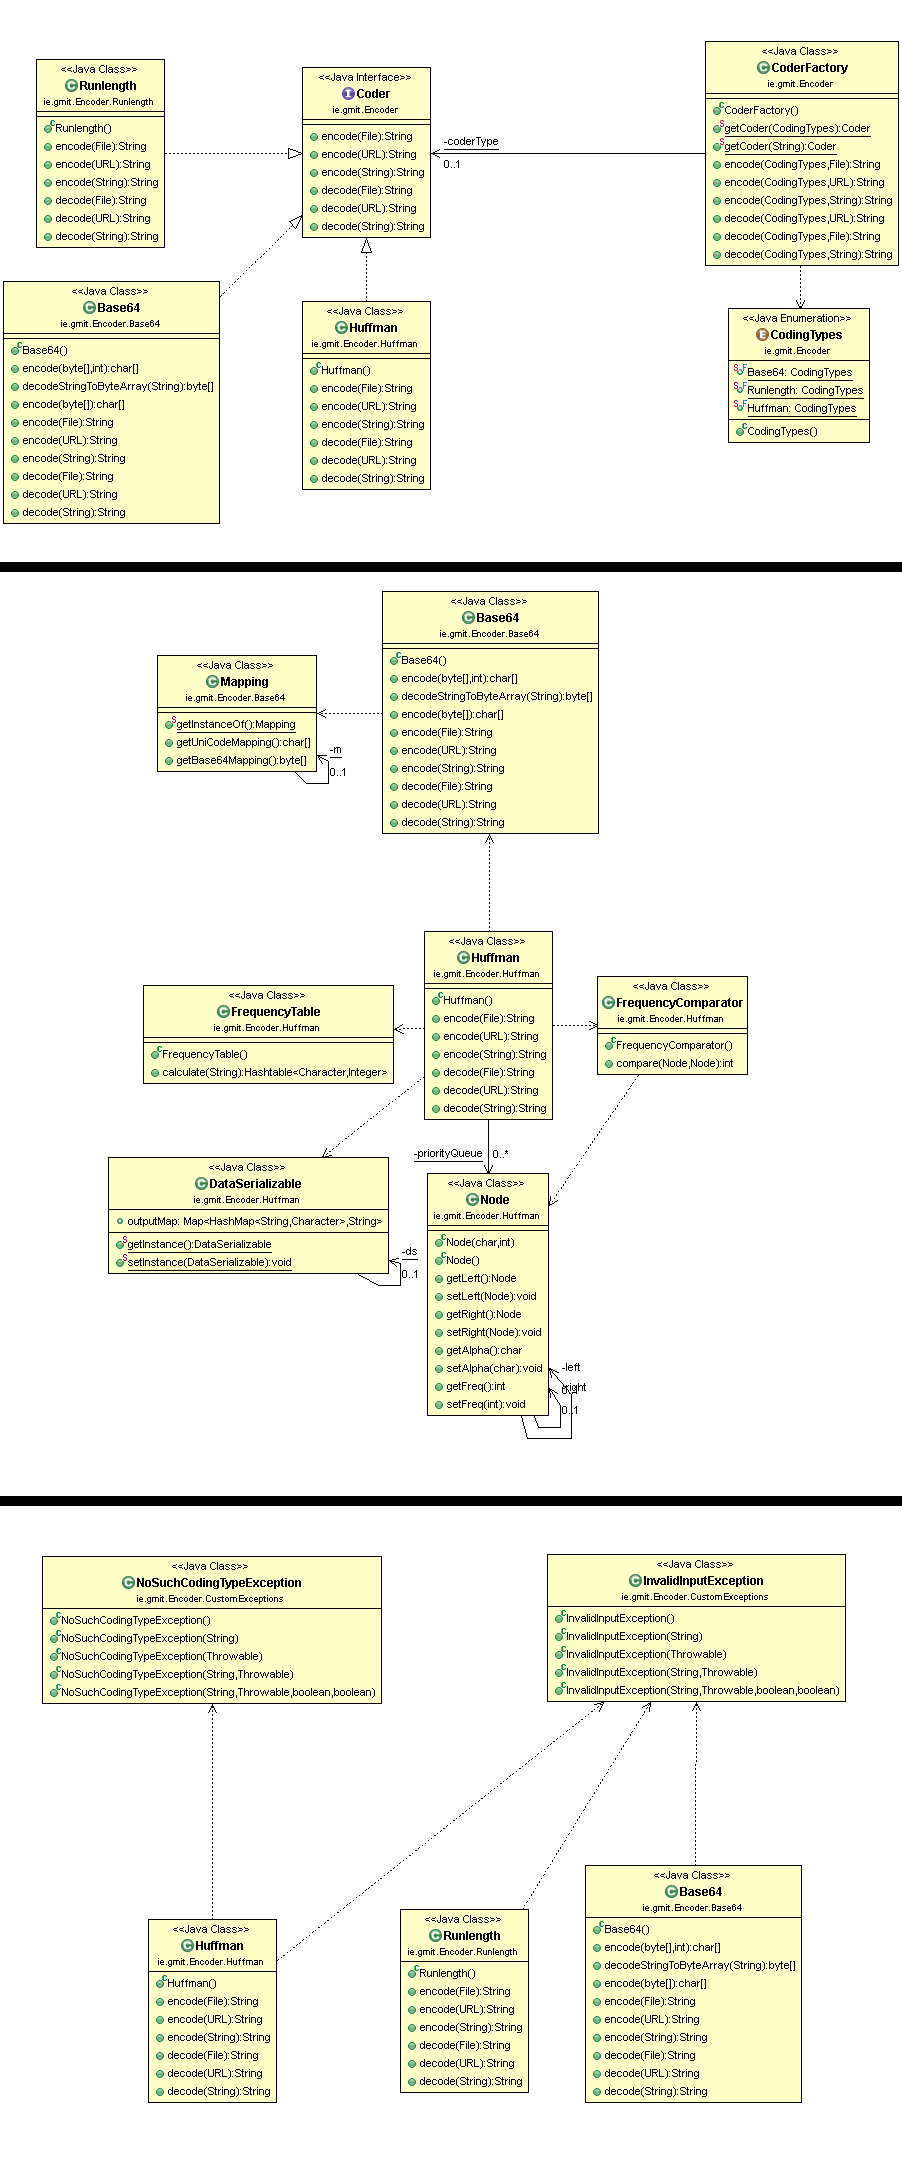 <<Java Class>>
Runlength
ie.gmit.Encoder.Runlength
Runlength()
encode(File):String
encode(URL):String
encode(String):String
decode(File):String
decode(URL):String
decode(String):String
<<Java Interface>>
Coder
ie.gmit.Encoder
encode(File):String
encode(URL):String
encode(String):String
decode(File):String
decode(URL):String
decode(String):String
-coderType
0..1
<<Java Class>>
CoderFactory
ie.gmit.Encoder
CoderFactory()
getCoder(CodingTypes):Coder
getCoder(String):Coder
encode(CodingTypes,File):String
encode(CodingTypes,URL):String
encode(CodingTypes,String):String
decode(CodingTypes,URL):String
decode(CodingTypes,File):String
decode(CodingTypes,String):String
<<Java Class>>
Base64
ie.gmit.Encoder.Base64
Base64()
encode(byte[],int):char[]
decodeStringToByteArray(String):byte[]
encode(byte[]):char[]
encode(File):String
encode(URL):String
encode(String):String
decode(File):String
decode(URL):String
decode(String):String
<<Java Class>>
Huffman
ie.gmit.Encoder.Huffman
Huffman()
encode(File):String
encode(URL):String
encode(String):String
decode(File):String
decode(URL):String
decode(String):String
<<Java Enumeration>>
CodingTypes
ie.gmit.Encoder
Base64: CodingTypes
Runlength: CodingTypes
Huffman: CodingTypes
CodingTypes()
<<Java Class>>
Base64
ie.gmit.Encoder.Base64
Base64()
encode(byte[],int):char[]
decodeStringToByteArray(String):byte[]
encode(byte[]):char[]
encode(File):String
encode(URL):String
encode(String):String
decode(File):String
decode(URL):String
decode(String):String
<<Java Class>>
Mapping
ie.gmit.Encoder.Base64
getInstanceOf():Mapping
getUniCodeMapping():char[]
getBase64Mapping():byte[]
-m
0..1
<<Java Class>>
Huffman
ie.gmit.Encoder.Huffman
Huffman()
encode(File):String
encode(URL):String
encode(String):String
decode(File):String
decode(URL):String
decode(String):String
<<Java Class>>
FrequencyTable
ie.gmit.Encoder.Huffman
FrequencyTable()
calculate(String):Hashtable<Character,Integer>
<<Java Class>>
FrequencyComparator
ie.gmit.Encoder.Huffman
FrequencyComparator()
compare(Node,Node):int
-priorityQueue
0..*
<<Java Class>>
DataSerializable
ie.gmit.Encoder.Huffman
outputMap: Map<HashMap<String,Character>,String>
getInstance():DataSerializable
setInstance(DataSerializable):void
-ds
0..1
<<Java Class>>
Node
ie.gmit.Encoder.Huffman
Node(char,int)
Node()
getLeft():Node
setLeft(Node):void
getRight():Node
setRight(Node):void
getAlpha():char
setAlpha(char):void
getFreq():int
setFreq(int):void
-left
-right
0..1
0..1
<<Java Class>>
NoSuchCodingTypeException
ie.gmit.Encoder.CustomExceptions
NoSuchCodingTypeException()
NoSuchCodingTypeException(String)
NoSuchCodingTypeException(Throwable)
NoSuchCodingTypeException(String,Throwable)
NoSuchCodingTypeException(String,Throwable,boolean,boolean)
<<Java Class>>
InvalidInputException
ie.gmit.Encoder.CustomExceptions
InvalidInputException()
InvalidInputException(String)
InvalidInputException(Throwable)
InvalidInputException(String,Throwable)
InvalidInputException(String,Throwable,boolean,boolean)
<<Java Class>>
Huffman
ie.gmit.Encoder.Huffman
Huffman()
encode(File):String
encode(URL):String
encode(String):String
decode(File):String
decode(URL):String
decode(String):String
<<Java Class>>
Runlength
ie.gmit.Encoder.Runlength
Runlength()
encode(File):String
encode(URL):String
encode(String):String
decode(File):String
decode(URL):String
decode(String):String
<<Java Class>>
Base64
ie.gmit.Encoder.Base64
Base64()
encode(byte[],int):char[]
decodeStringToByteArray(String):byte[]
encode(byte[]):char[]
encode(File):String
encode(URL):String
encode(String):String
decode(File):String
decode(URL):String
decode(String):String